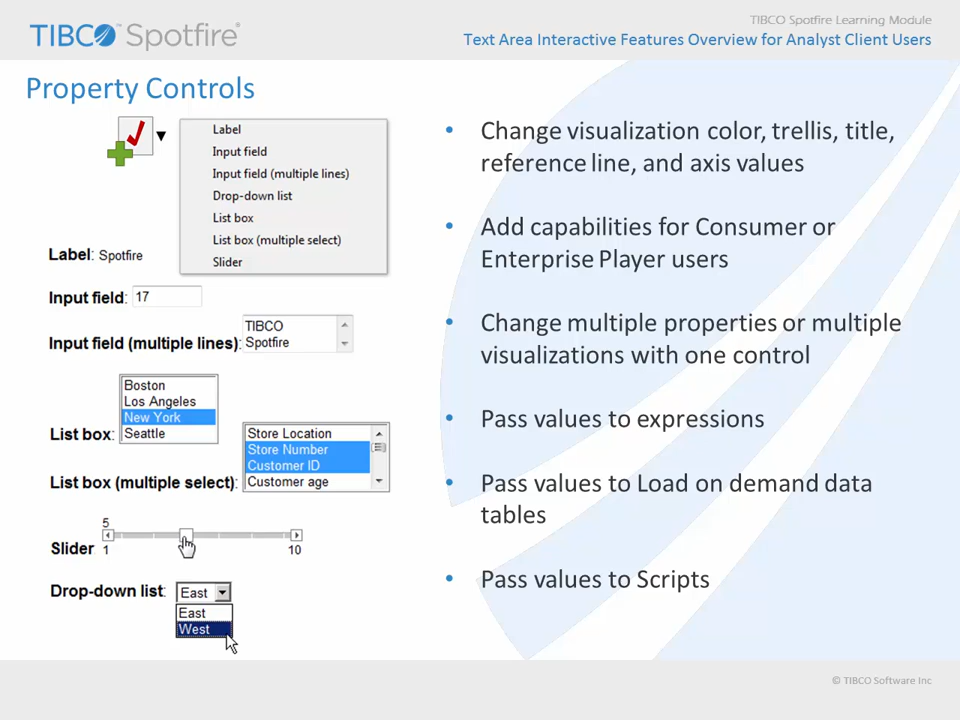 TIBCO™ Spotfire®
TIBCO Spotfire Learning Module
Text Area Interactive Features Overview for Analyst Client Users
Property Controls
Label
Input field
Input field (multiple lines)
Drop-down list
List box
List box (multiple select)
Slider
Label: Spotfire
Input field: 17
Input field (multiple lines):
TIBCO
Spotfire
List box:
Boston
Los Angeles
New York
Seattle
List box (multiple select):
Store Location
Store Number
Customer ID
Customer age
Slider
5
1
10
Drop-down list:
East
East
West
• Change visualization color, trellis, title,
reference line, and axis values
• Add capabilities for Consumer or
Enterprise Player users
• Change multiple properties or multiple
visualizations with one control
• Pass values to expressions
• Pass values to Load on demand data
tables
• Pass values to Scripts
© TIBCO Software Inc